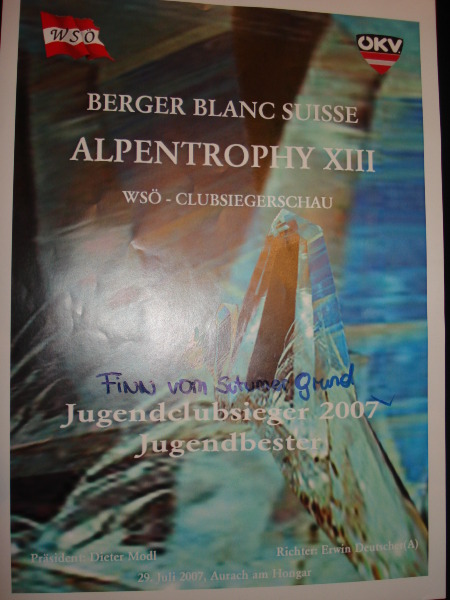 WSÖ
ÖKV
BERGER BLANC SUISSE
ALPENTROPHY XIII
WSÖ - CLUBSIEGERSCHAU
FINN vom Suturner Grund
Jugendclubsieger 2007
Jugendbester
Präsident: Dieter Modl
Richter: Erwin Deutscher(A)
29. Juli 2007, Aurach am Hongar